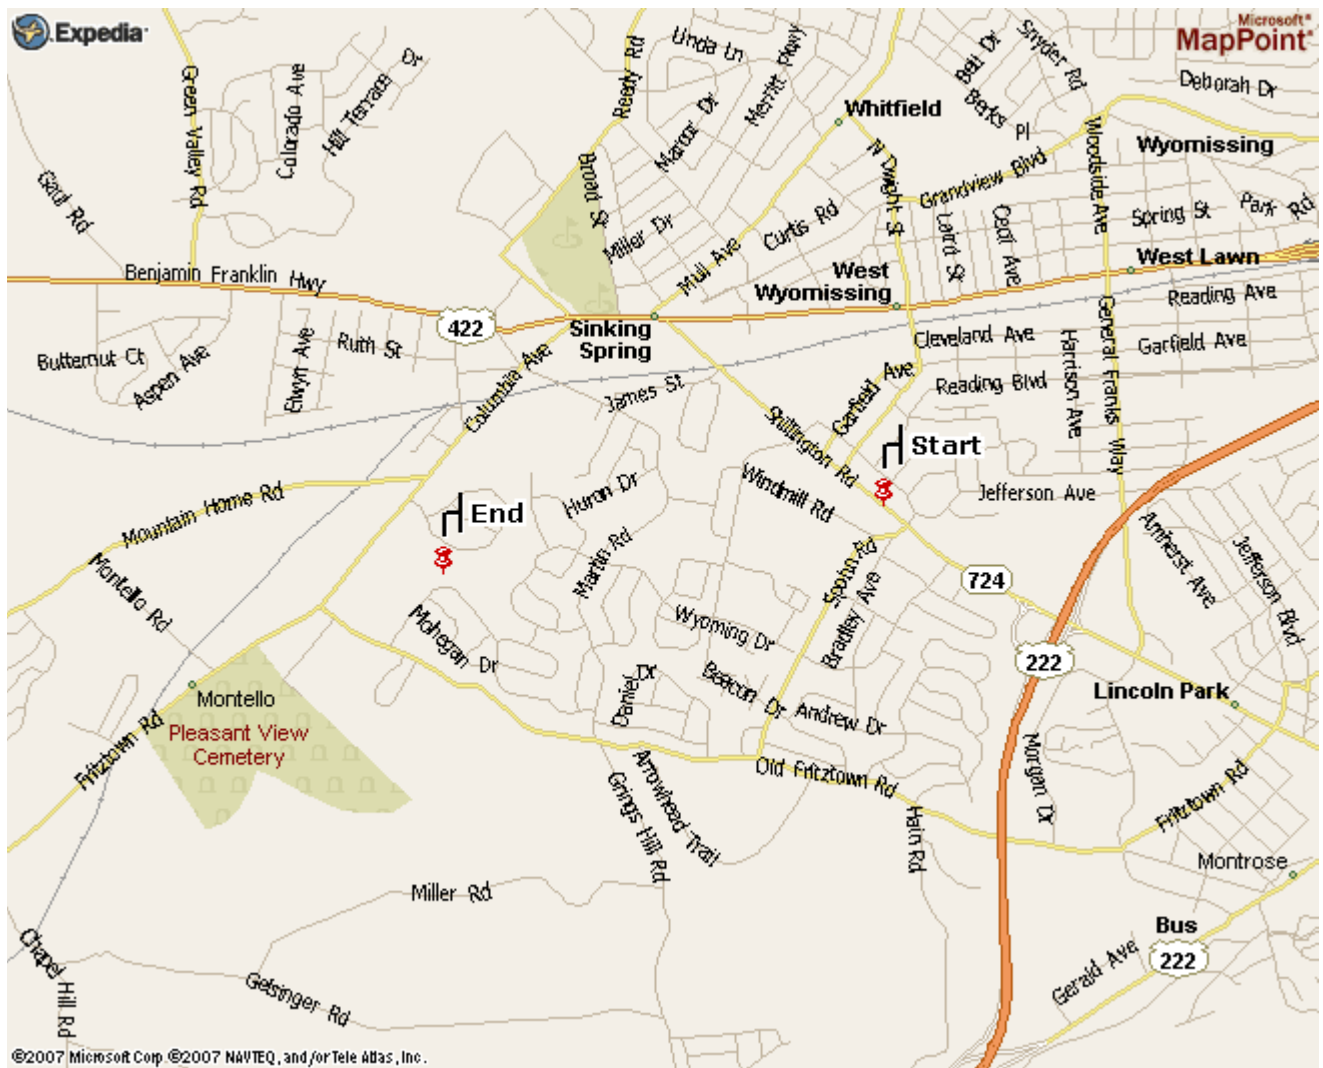 Expedia
Microsoft®
MapPoint®
Green Valley Rd
Colorado Ave
Hill Terrace Ct
Reedy Rd
Linda Ln
Merritt Pkwy
Manor Dr
Bell Dr
Snyder Rd
Berks Pl
Deborah Dr
Whitfield
Wyomissing
Woodside Ave
N Dwight St
Grandview Blvd
Gaul Rd
Broad St
Miller Dr
Curtis Rd
Mull Ave
Laird St
Cecil Ave
Spring St
Park Rd
Benjamin Franklin Hwy
West
Wyomissing
West Lawn
Reading Ave
422
Sinking
Spring
Butternut Ct
Aspen Ave
Elwyn Ave
Ruth St
Columbia Ave
James St
Cleveland Ave
Garfield Ave
Harrison Ave
General Franks Way
Garfield Ave
Reading Blvd
Shillington Rd
Start
Mountain Home Rd
End
Huron Dr
Windmill Rd
Jefferson Ave
Amherst Ave
Jefferson Blvd
Montello Rd
Martin Rd
Spohn Rd
Bradley Ave
724
Mohegan Dr
Wyoming Dr
222
Montello
Daniel Dr
Beacon Dr
Andrew Dr
Lincoln Park
Pleasant View
Cemetery
Fritztown Rd
Arrowhead Trail
Grings Hill Rd
Old Fritztown Rd
Hain Rd
Morgan Dr
Fritztown Rd
Montrose
Miller Rd
Chapel Hill Rd
Gelsinger Rd
Gerald Ave
Bus
222
©2007 Microsoft Corp ©2007 NAVTEQ, and/or Tele Atlas, Inc.